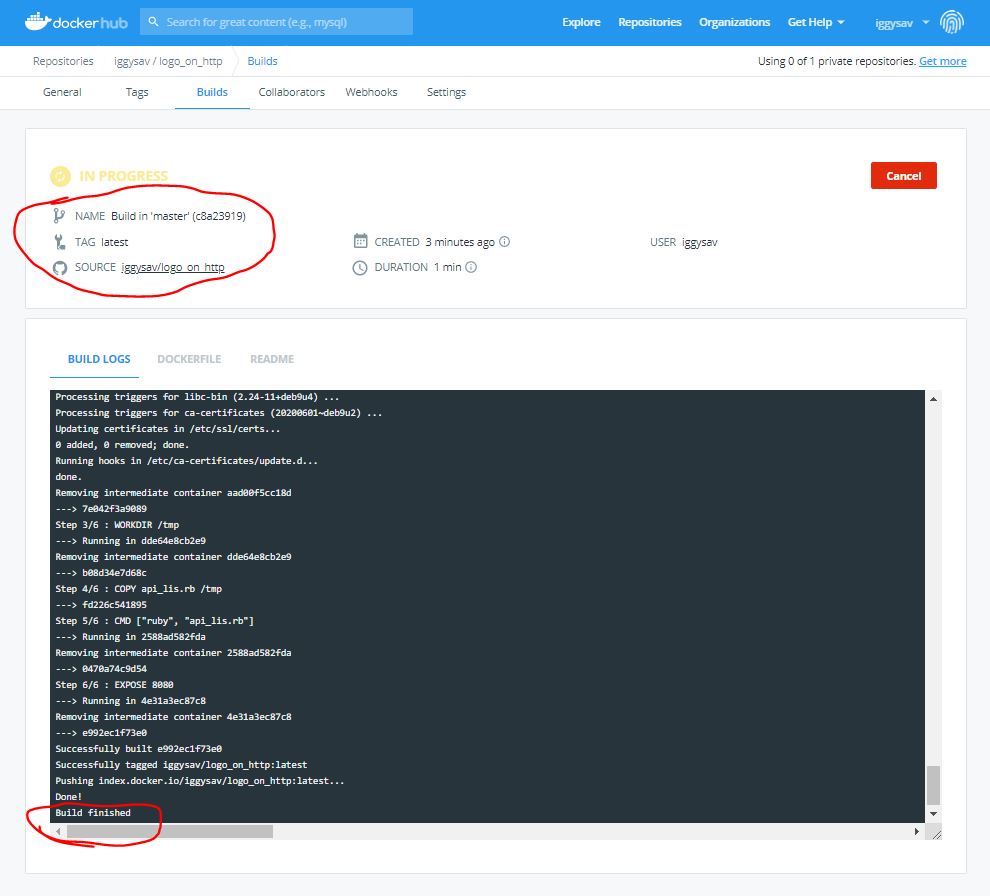 docker hub Search for great content (e.g., mysql) Explore Repositories Organizations Get Help iggysav
Repositories iggysav / logo_on_http Builds Using 0 of 1 private repositories. Get more
General Tags Builds Collaborators Webhooks Settings
IN PROGRESS Cancel
NAME Build in 'master' (c8a23919)
TAG latest CREATED 3 minutes ago USER iggysav
SOURCE iggysav/logo_on_http DURATION 1 min
BUILD LOGS DOCKERFILE README
Processing triggers for libc-bin (2.24-11+deb9u4) ...
Processing triggers for ca-certificates (20200601~deb9u2) ...
Updating certificates in /etc/ssl/certs...
0 added, 0 removed; done.
Running hooks in /etc/ca-certificates/update.d...
done.
Removing intermediate container aad00f5cc18d
---> 7e042f3a9089
Step 3/6 : WORKDIR /tmp
---> Running in dde64e8cb2e9
Removing intermediate container dde64e8cb2e9
---> b08d34e7d68c
Step 4/6 : COPY api_lis.rb /tmp
---> fd226c541895
Step 5/6 : CMD ["ruby", "api_lis.rb"]
---> Running in 2588ad582fda
Removing intermediate container 2588ad582fda
---> 0470a74c9d54
Step 6/6 : EXPOSE 8080
---> Running in 4e31a3ec87c8
Removing intermediate container 4e31a3ec87c8
---> e992ec1f73e0
Successfully built e992ec1f73e0
Successfully tagged iggysav/logo_on_http:latest
Pushing index.docker.io/iggysav/logo_on_http:latest...
Done!
Build finished